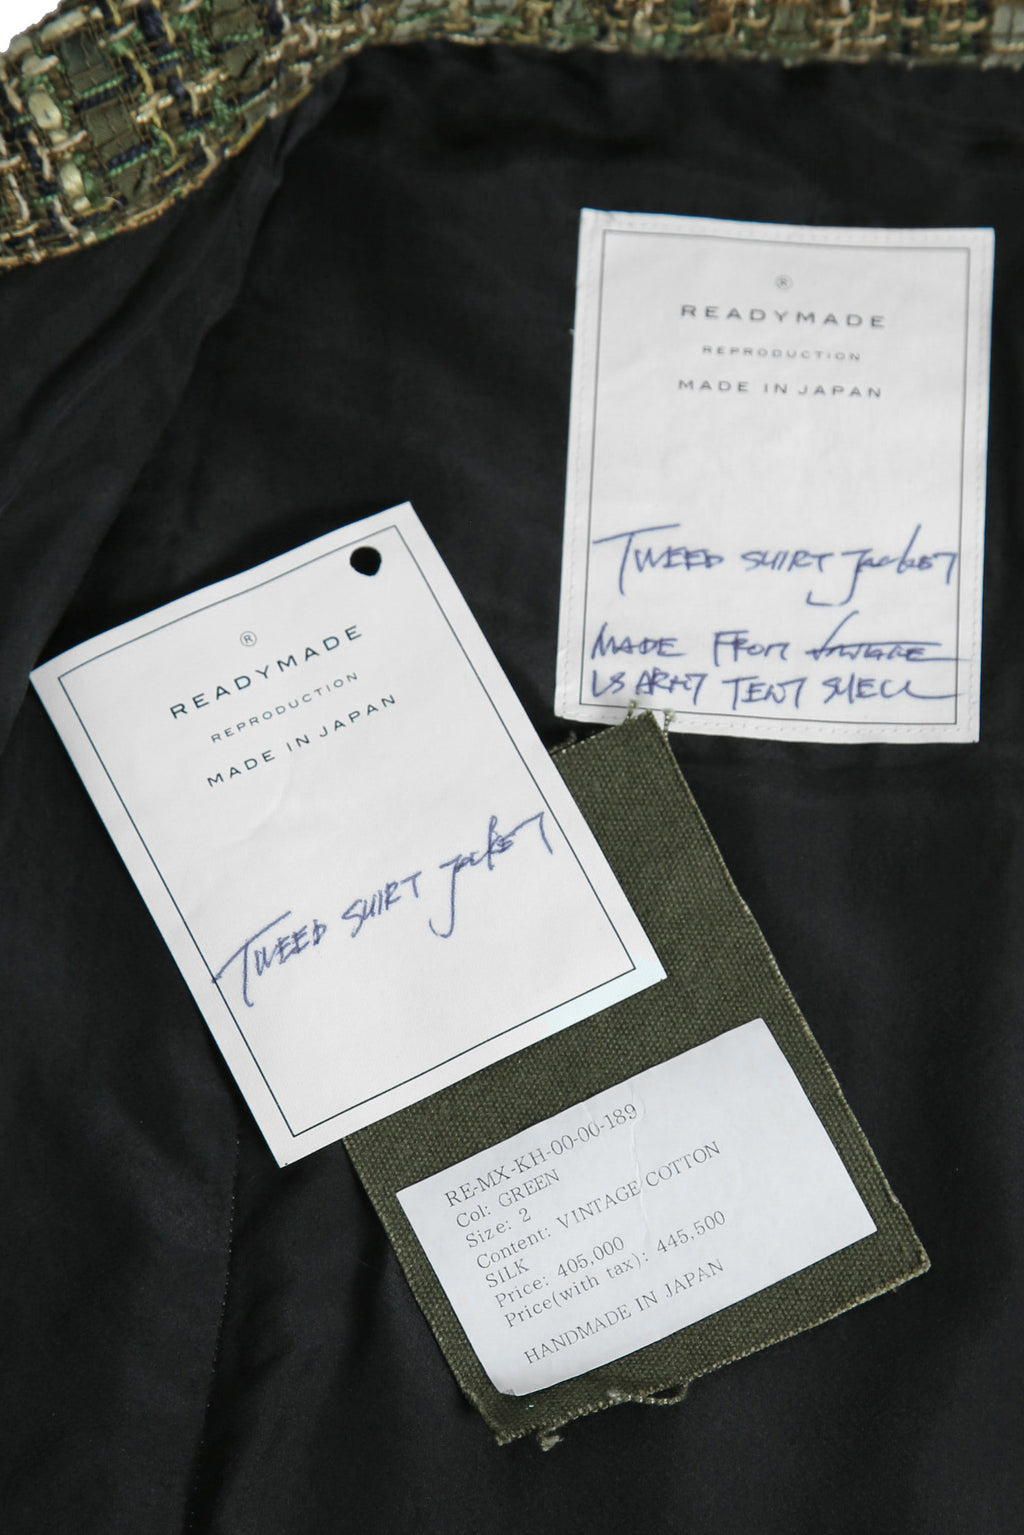 ®
READYMADE
REPRODUCTION
MADE IN JAPAN
TWEED SHIRT Jacket
MADE FROM VINTAGE
US ARMY TENT SHELL
®
READYMADE
REPRODUCTION
MADE IN JAPAN
TWEED SHIRT Jacket
RE-MX-KH-00-00-189
Col: GREEN
Size: 2
Content: VINTAGE COTTON
SILK
Price: 405,000
Price(with tax): 445,500
HANDMADE IN JAPAN